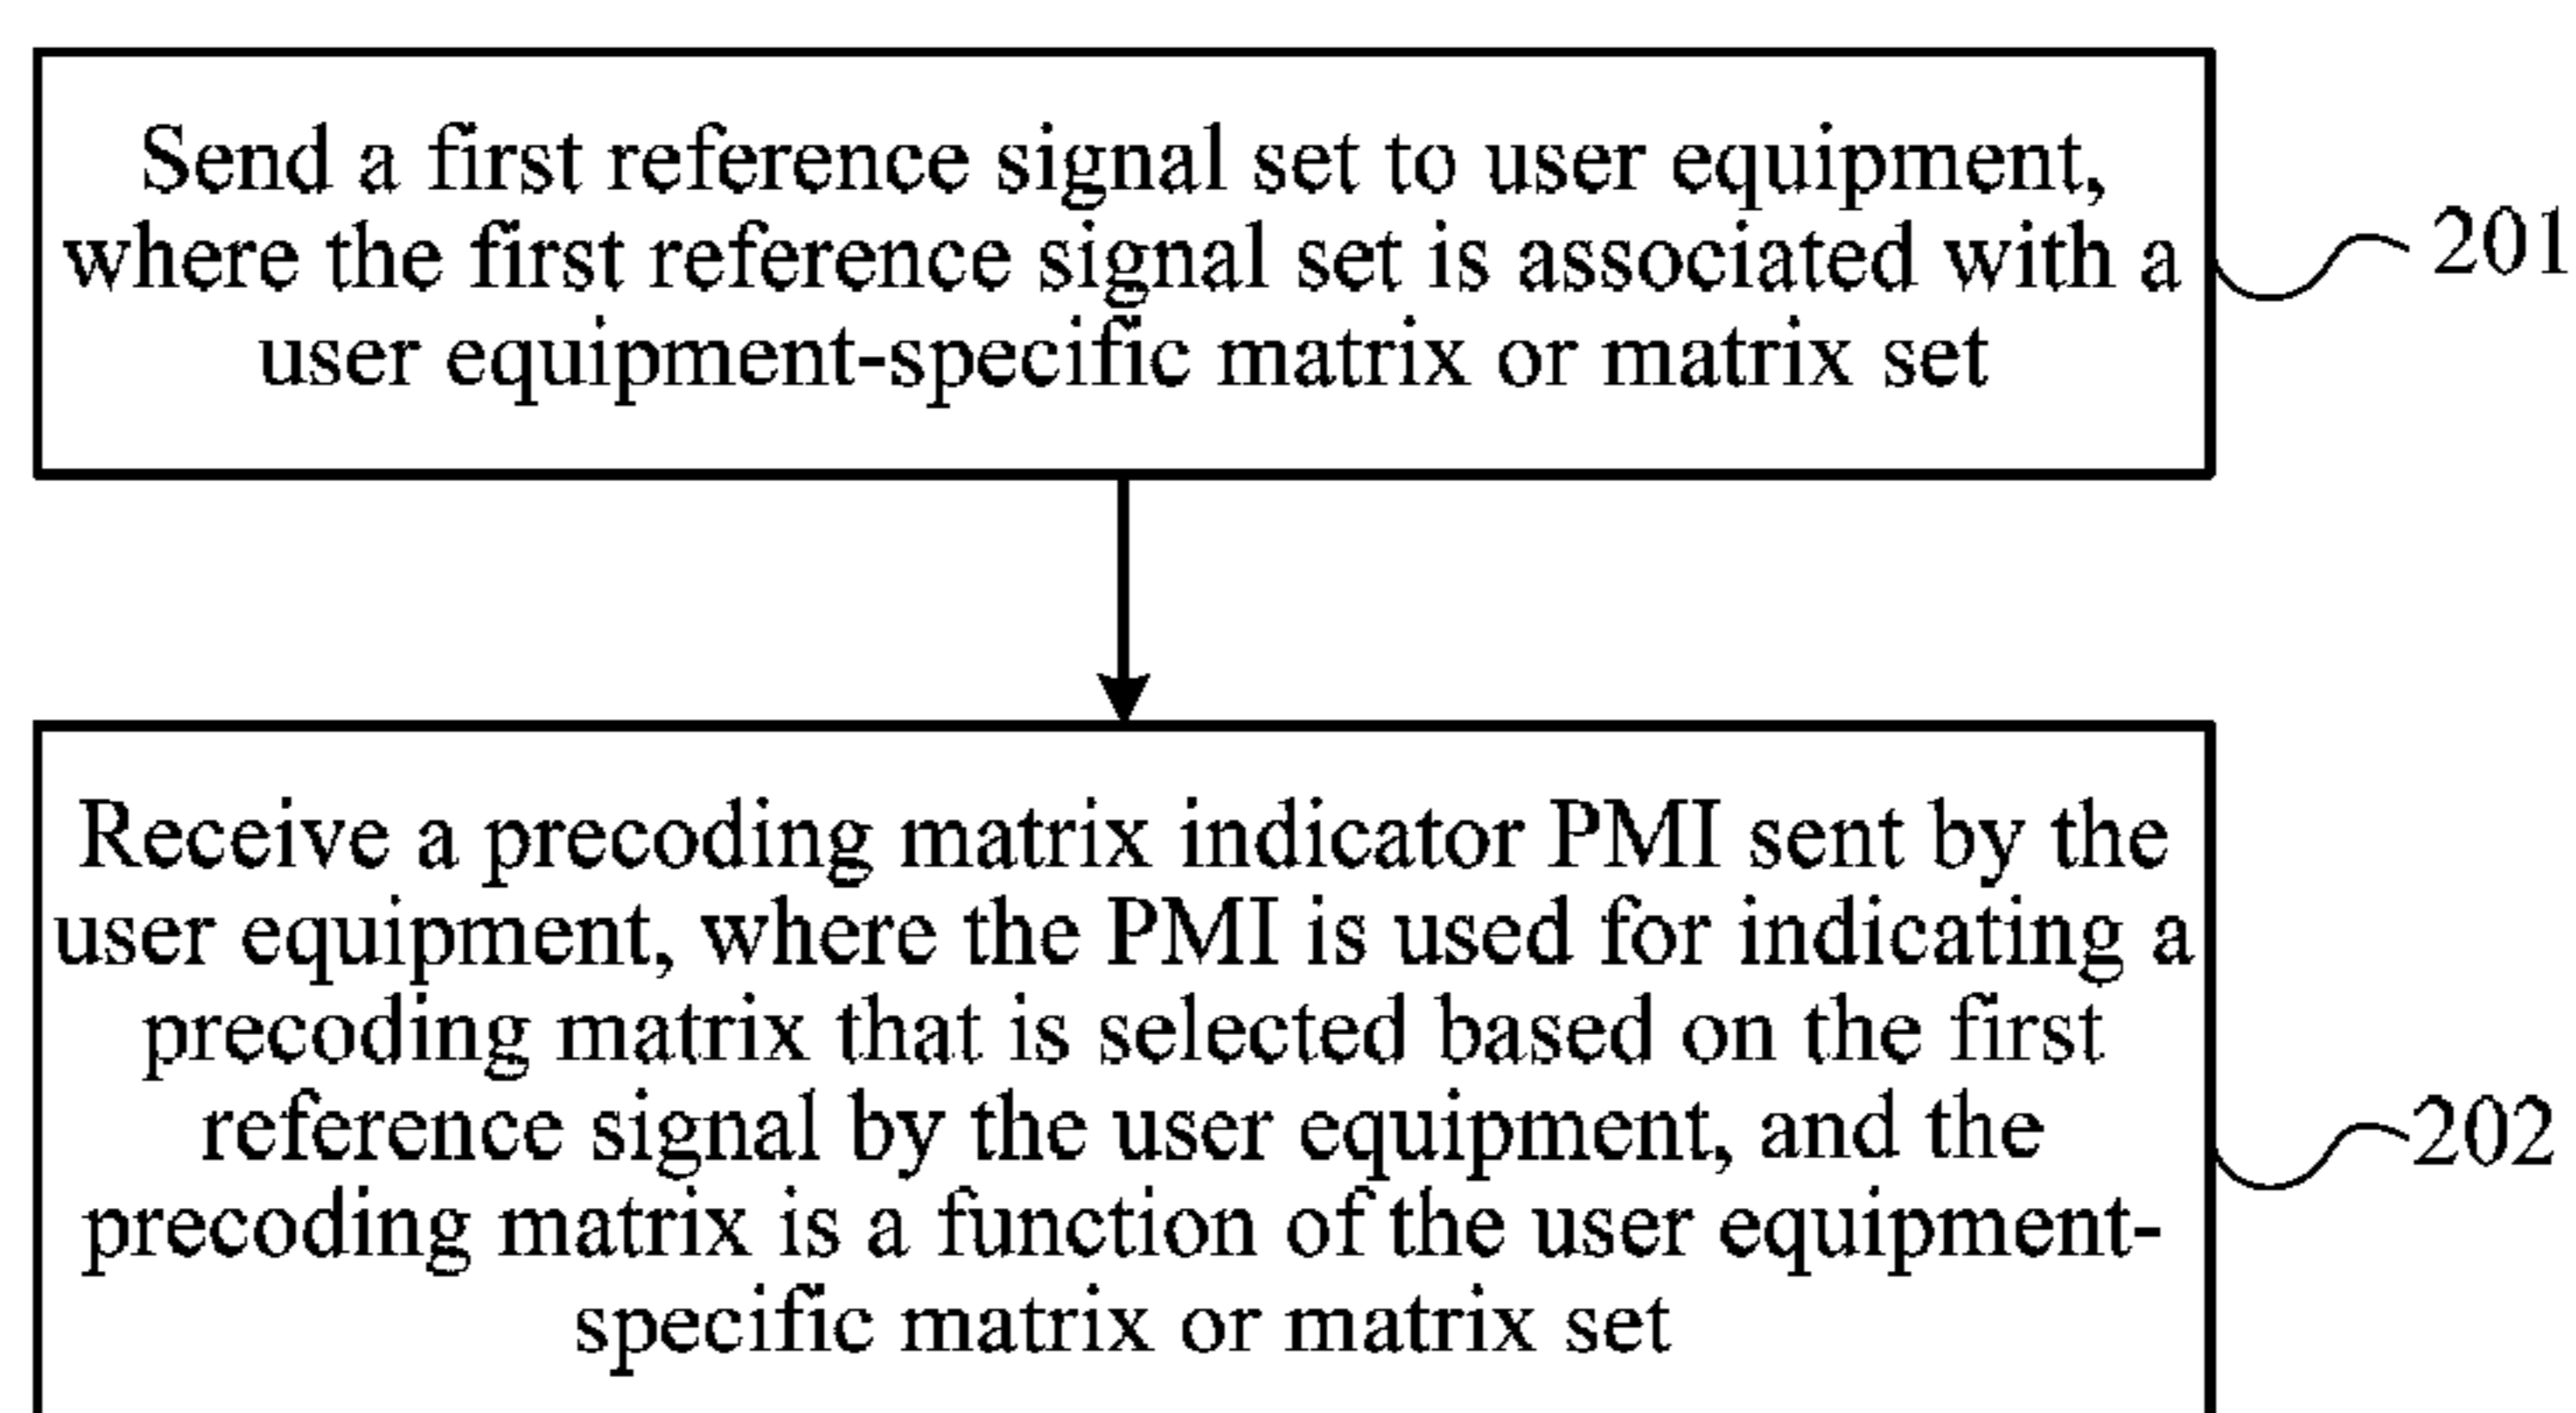 Send a first reference signal set to user equipment,
where the first reference signal set is associated with a
user equipment-specific matrix or matrix set
201
Receive a precoding matrix indicator PMI sent by the
user equipment, where the PMI is used for indicating a
precoding matrix that is selected based on the first
reference signal by the user equipment, and the
precoding matrix is a function of the user equipment-
specific matrix or matrix set
202